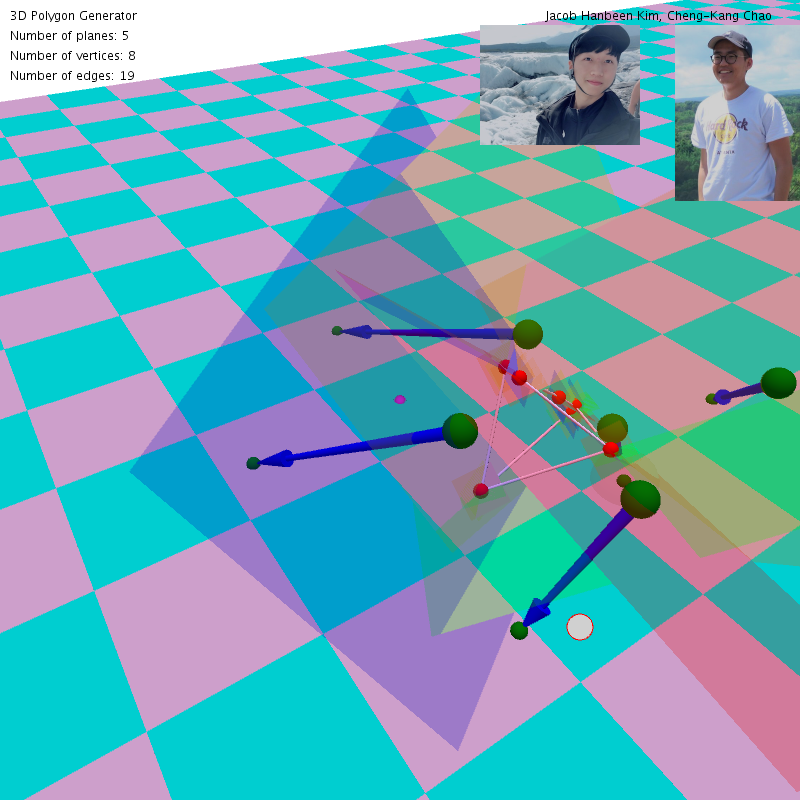 3D Polygon Generator
Jacob Hanbeen Kim, Cheng-Kang Chao
Number of planes: 5
Number of vertices: 8
Number of edges: 19